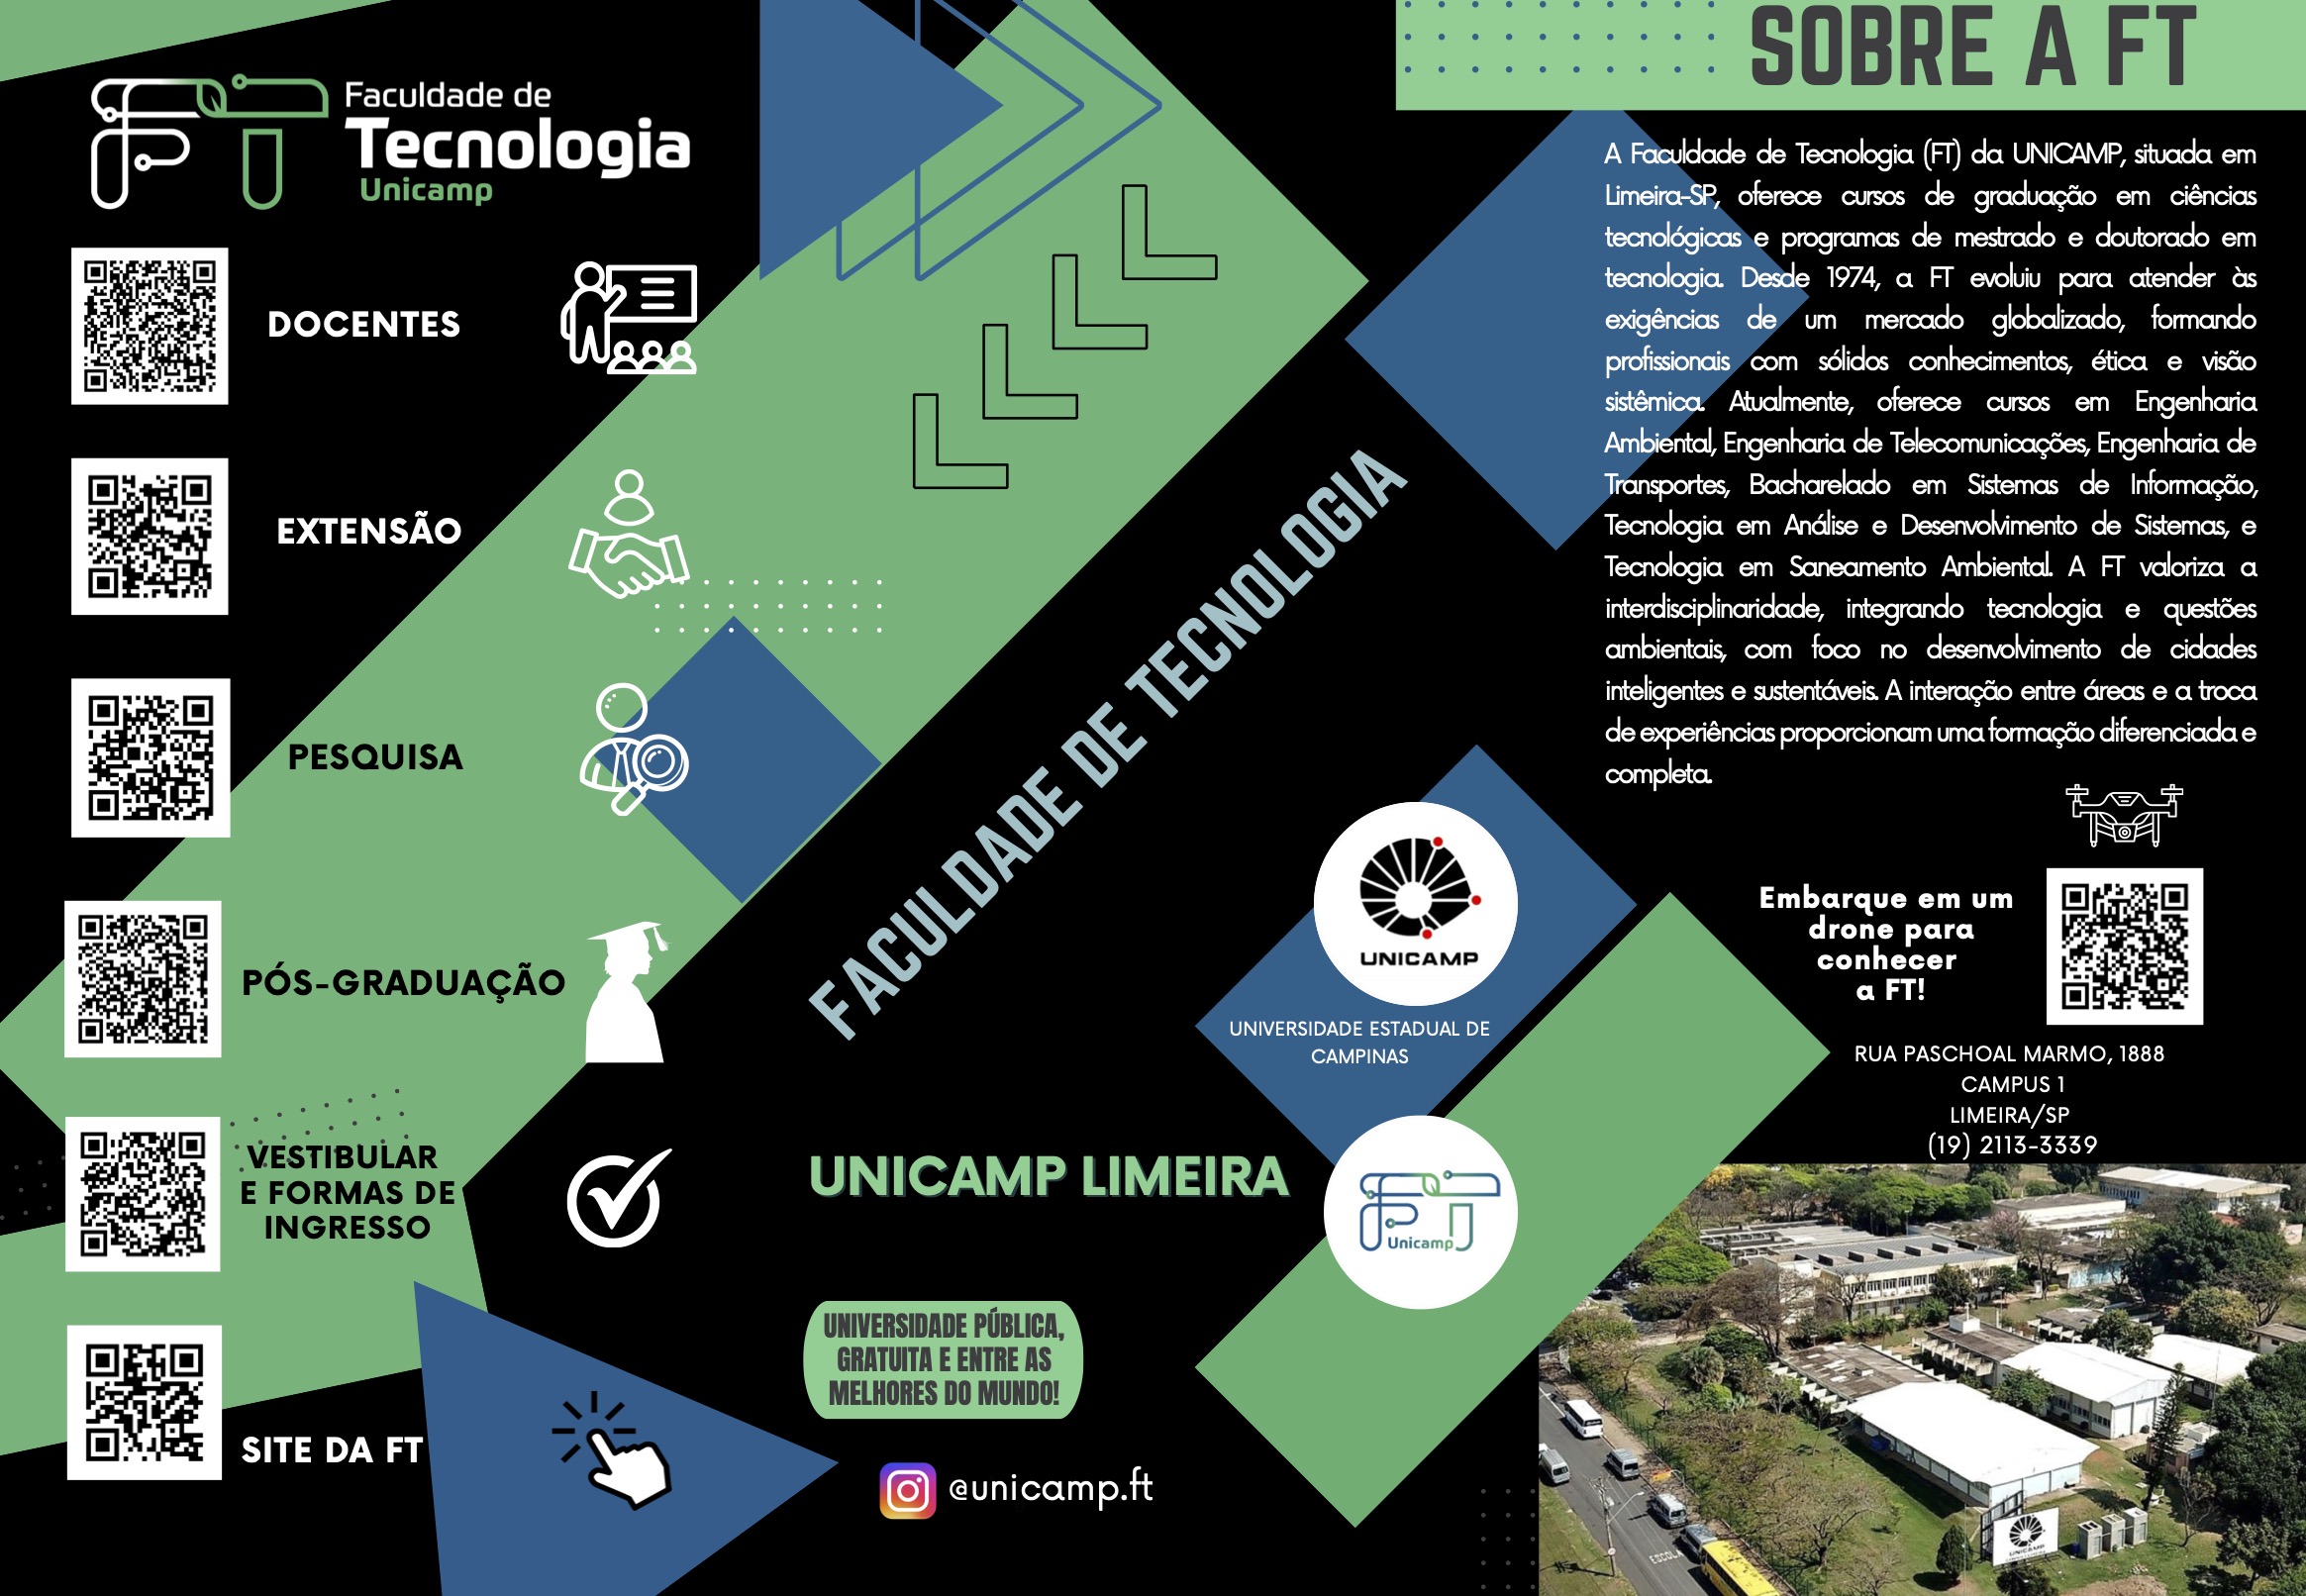 Faculdade de
Tecnologia
Unicamp
DOCENTES
EXTENSÃO
PESQUISA
PÓS-GRADUAÇÃO
VESTIBULAR
E FORMAS DE
INGRESSO
SITE DA FT
FACULDADE DE TECNOLOGIA
UNICAMP
UNIVERSIDADE ESTADUAL DE
CAMPINAS
UNICAMP LIMEIRA
Unicamp
UNIVERSIDADE PÚBLICA,
GRATUITA E ENTRE AS
MELHORES DO MUNDO!
@unicamp.ft
SOBRE A FT
A Faculdade de Tecnologia (FT) da UNICAMP, situada em
Limeira-SP, oferece cursos de graduação em ciências
tecnológicas e programas de mestrado e doutorado em
tecnologia. Desde 1974, a FT evoluiu para atender às
exigências de um mercado globalizado, formando
profissionais com sólidos conhecimentos, ética e visão
sistêmica. Atualmente, oferece cursos em Engenharia
Ambiental, Engenharia de Telecomunicações, Engenharia de
Transportes, Bacharelado em Sistemas de Informação,
Tecnologia em Análise e Desenvolvimento de Sistemas, e
Tecnologia em Saneamento Ambiental. A FT valoriza a
interdisciplinaridade, integrando tecnologia e questões
ambientais, com foco no desenvolvimento de cidades
inteligentes e sustentáveis. A interação entre áreas e a troca
de experiências proporcionam uma formação diferenciada e
completa.
Embarque em um
drone para
conhecer
a FT!
RUA PASCHOAL MARMO, 1888
CAMPUS 1
LIMEIRA/SP
(19) 2113-3339
ESCOLA
UNICAMP